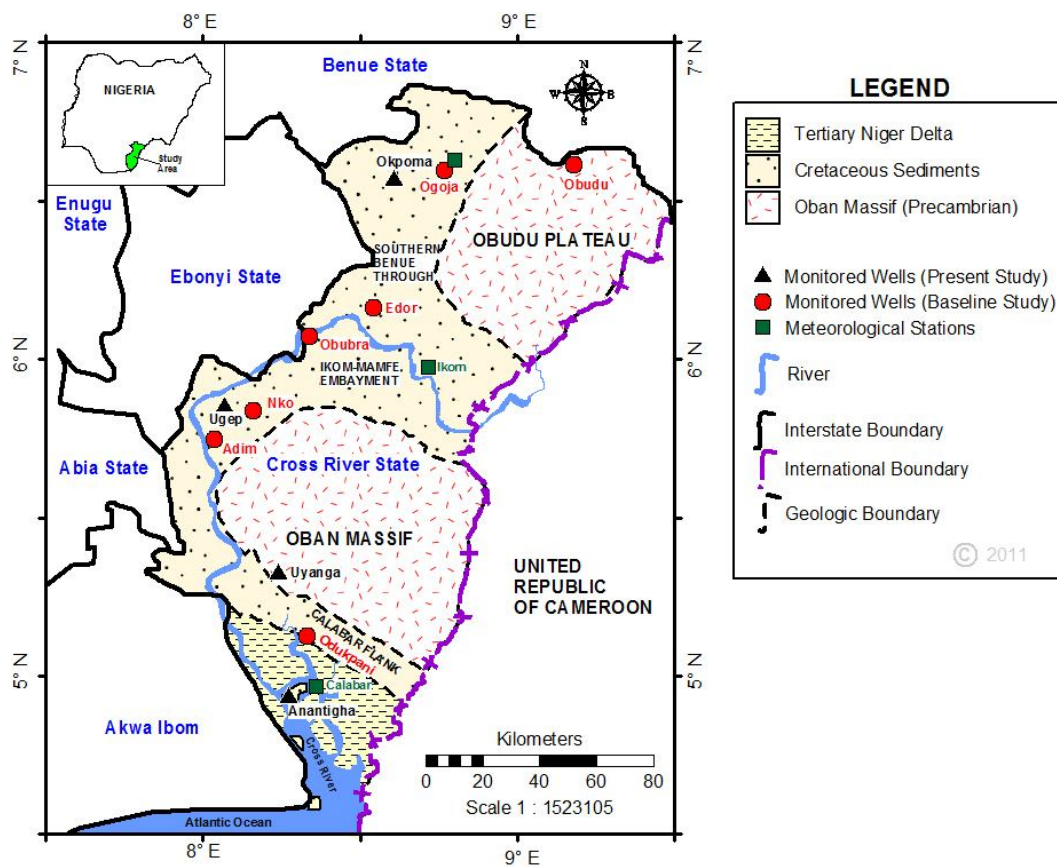 8° E
9° E
7° N
7° N
Benue State
NIGERIA
Study
Area
N
W
B
S
Okpoma
Ogoja
Obudu
Enugu
State
OBUDU PLATEAU
SOUTHERN
BENUE
THROUGH
Ebonyi State
Edor
Obubra
6° N
6° N
IKOM-MAMFE
EMBAYMENT
Ikom
Nko
Ugep
Adim
Abia State
Cross River State
OBAN MASSIF
Uyanga
UNITED
REPUBLIC
OF CAMEROON
CALABAR FLANK
Odukpani
5° N
5° N
Calabar
Anantigha
Akwa Ibom
Cross River
Kilometers
0 20 40 60 80
Scale 1 : 1523105
Atlantic Ocean
8° E
9° E
LEGEND
Tertiary Niger Delta
Cretaceous Sediments
Oban Massif (Precambrian)
Monitored Wells (Present Study)
Monitored Wells (Baseline Study)
Meteorological Stations
River
Interstate Boundary
International Boundary
Geologic Boundary
© 2011